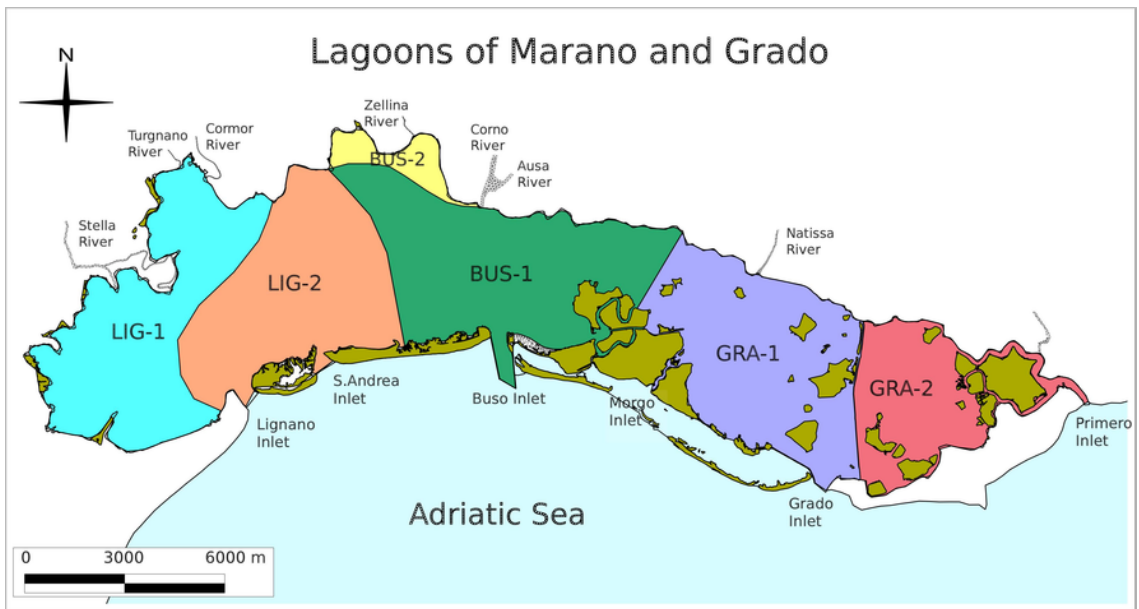 Lagoons of Marano and Grado
N
Zellina
River
Turgnano
River
Cormor
River
Corno
River
BUS-2
Ausa
River
Stella
River
Natissa
River
LIG-2
BUS-1
LIG-1
GRA-1
GRA-2
S.Andrea
Inlet
Buso Inlet
Morgo
Inlet
Lignano
Inlet
Primero
Inlet
Grado
Inlet
Adriatic Sea
0 3000 6000 m